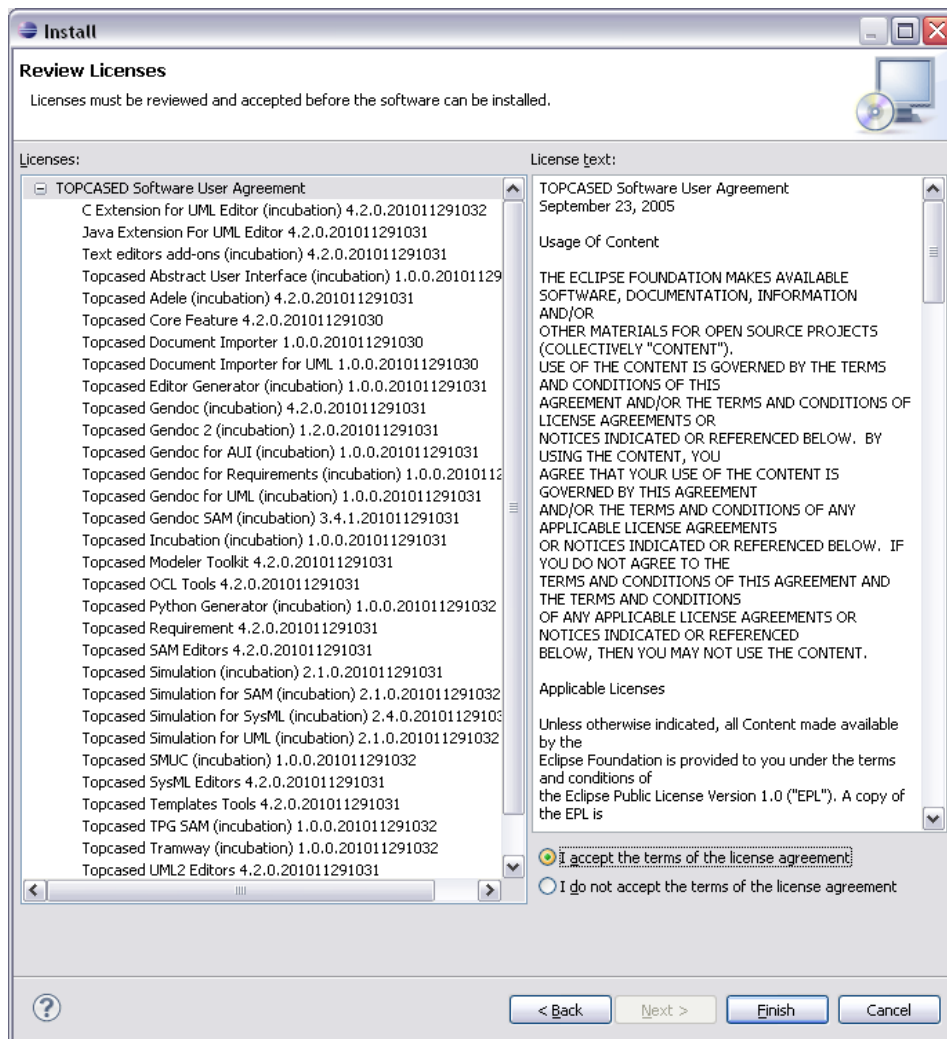 Install
Review Licenses
Licenses must be reviewed and accepted before the software can be installed.
Licenses:
TOPCASED Software User Agreement
C Extension for UML Editor (incubation) 4.2.0.201011291032
Java Extension For UML Editor 4.2.0.201011291031
Text editors add-ons (incubation) 4.2.0.201011291031
Topcased Abstract User Interface (incubation) 1.0.0.20101129
Topcased Adele (incubation) 4.2.0.201011291031
Topcased Core Feature 4.2.0.201011291030
Topcased Document Importer 1.0.0.201011291030
Topcased Document Importer for UML 1.0.0.201011291030
Topcased Editor Generator (incubation) 1.0.0.201011291031
Topcased Gendoc (incubation) 4.2.0.201011291031
Topcased Gendoc 2 (incubation) 1.2.0.201011291031
Topcased Gendoc for AUI (incubation) 1.0.0.201011291031
Topcased Gendoc for Requirements (incubation) 1.0.0.2010112
Topcased Gendoc for UML (incubation) 1.0.0.201011291031
Topcased Gendoc SAM (incubation) 3.4.1.201011291031
Topcased Incubation (incubation) 1.0.0.201011291031
Topcased Modeler Toolkit 4.2.0.201011291031
Topcased OCL Tools 4.2.0.201011291031
Topcased Python Generator (incubation) 1.0.0.201011291032
Topcased Requirement 4.2.0.201011291031
Topcased SAM Editors 4.2.0.201011291031
Topcased Simulation (incubation) 2.1.0.201011291031
Topcased Simulation for SAM (incubation) 2.1.0.201011291032
Topcased Simulation for SysML (incubation) 2.4.0.20101129103
Topcased Simulation for UML (incubation) 2.1.0.201011291032
Topcased SMUC (incubation) 1.0.0.201011291032
Topcased SysML Editors 4.2.0.201011291031
Topcased Templates Tools 4.2.0.201011291031
Topcased TPG SAM (incubation) 1.0.0.201011291032
Topcased Tramway (incubation) 1.0.0.201011291032
Topcased UML2 Editors 4.2.0.201011291031
License text:
TOPCASED Software User Agreement
September 23, 2005
Usage Of Content
THE ECLIPSE FOUNDATION MAKES AVAILABLE
SOFTWARE, DOCUMENTATION, INFORMATION
AND/OR
OTHER MATERIALS FOR OPEN SOURCE PROJECTS
(COLLECTIVELY "CONTENT").
USE OF THE CONTENT IS GOVERNED BY THE TERMS
AND CONDITIONS OF THIS
AGREEMENT AND/OR THE TERMS AND CONDITIONS OF
LICENSE AGREEMENTS OR
NOTICES INDICATED OR REFERENCED BELOW.  BY
USING THE CONTENT, YOU
AGREE THAT YOUR USE OF THE CONTENT IS
GOVERNED BY THIS AGREEMENT
AND/OR THE TERMS AND CONDITIONS OF ANY
APPLICABLE LICENSE AGREEMENTS
OR NOTICES INDICATED OR REFERENCED BELOW.  IF
YOU DO NOT AGREE TO THE
TERMS AND CONDITIONS OF THIS AGREEMENT AND
THE TERMS AND CONDITIONS
OF ANY APPLICABLE LICENSE AGREEMENTS OR
NOTICES INDICATED OR REFERENCED
BELOW, THEN YOU MAY NOT USE THE CONTENT.
Applicable Licenses
Unless otherwise indicated, all Content made available
by the
Eclipse Foundation is provided to you under the terms
and conditions of
the Eclipse Public License Version 1.0 ("EPL"). A copy of
the EPL is
I accept the terms of the license agreement
I do not accept the terms of the license agreement
< Back
Next >
Finish
Cancel